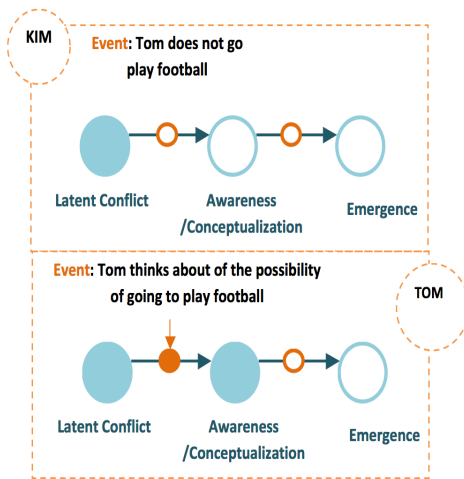 KIM
Event: Tom does not go
play football
Latent Conflict
Awareness
/Conceptualization
Emergence
Event: Tom thinks about of the possibility
of going to play football
TOM
Latent Conflict
Awareness
/Conceptualization
Emergence